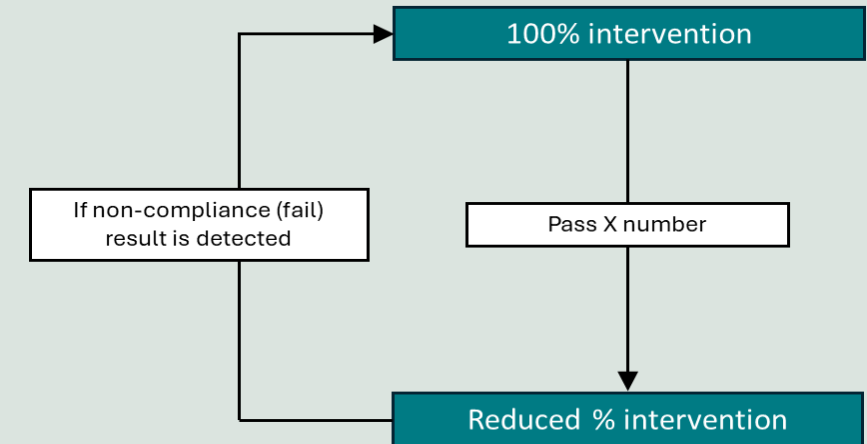 100% intervention
If non-compliance (fail)
result is detected
Pass X number
Reduced % intervention